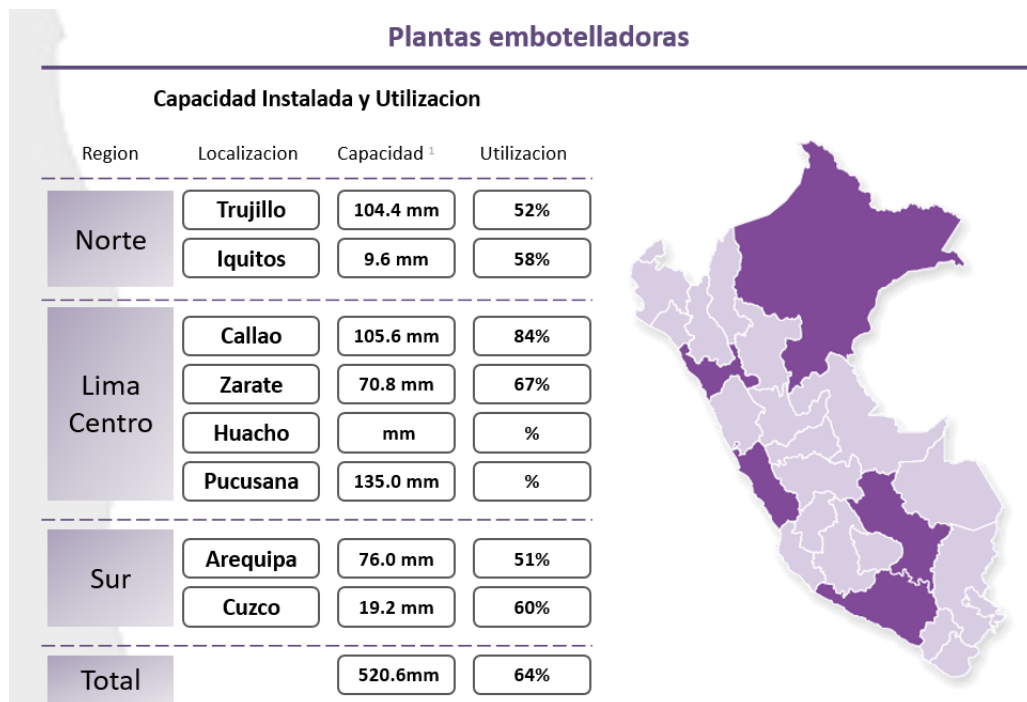 Plantas embotelladoras
Capacidad Instalada y Utilizacion
Region Localizacion Capacidad 1 Utilizacion
Norte
Trujillo 104.4 mm 52%
Iquitos 9.6 mm 58%
Lima
Centro
Callao 105.6 mm 84%
Zarate 70.8 mm 67%
Huacho mm %
Pucusana 135.0 mm %
Sur
Arequipa 76.0 mm 51%
Cuzco 19.2 mm 60%
Total 520.6mm 64%